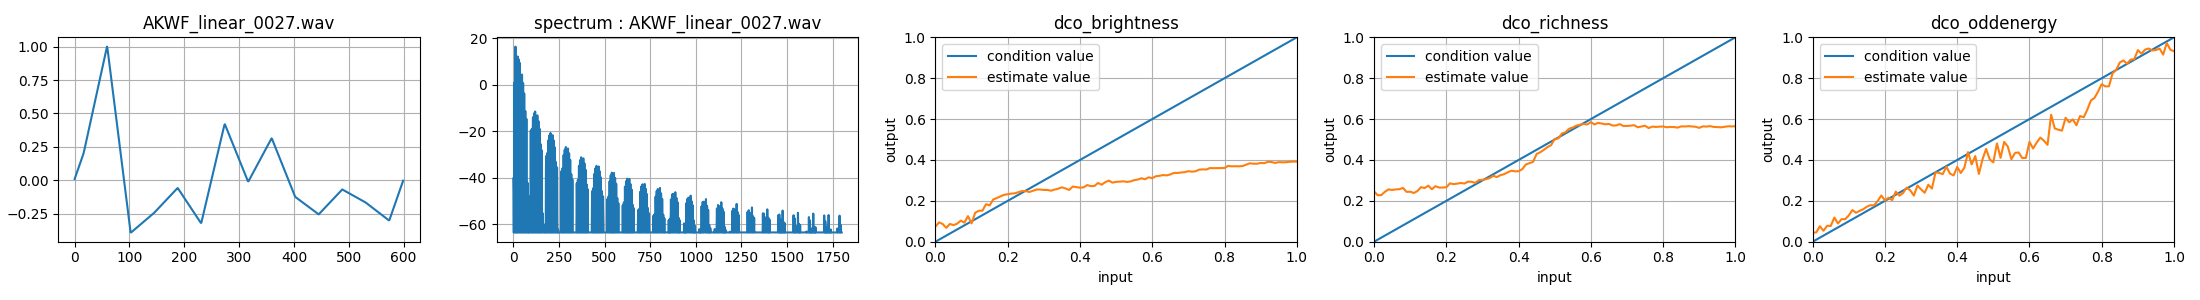 AKWF_linear_0027.wav
1.00
0.75
0.50
0.25
0.00
−0.25
0 100 200 300 400 500 600
spectrum : AKWF_linear_0027.wav
20
0
−20
−40
−60
0 250 500 750 1000 1250 1500 1750
dco_brightness
condition value
estimate value
output
1.0
0.8
0.6
0.4
0.2
0.0
0.0 0.2 0.4 0.6 0.8 1.0
input
dco_richness
condition value
estimate value
output
1.0
0.8
0.6
0.4
0.2
0.0
0.0 0.2 0.4 0.6 0.8 1.0
input
dco_oddenergy
condition value
estimate value
output
1.0
0.8
0.6
0.4
0.2
0.0
0.0 0.2 0.4 0.6 0.8 1.0
input